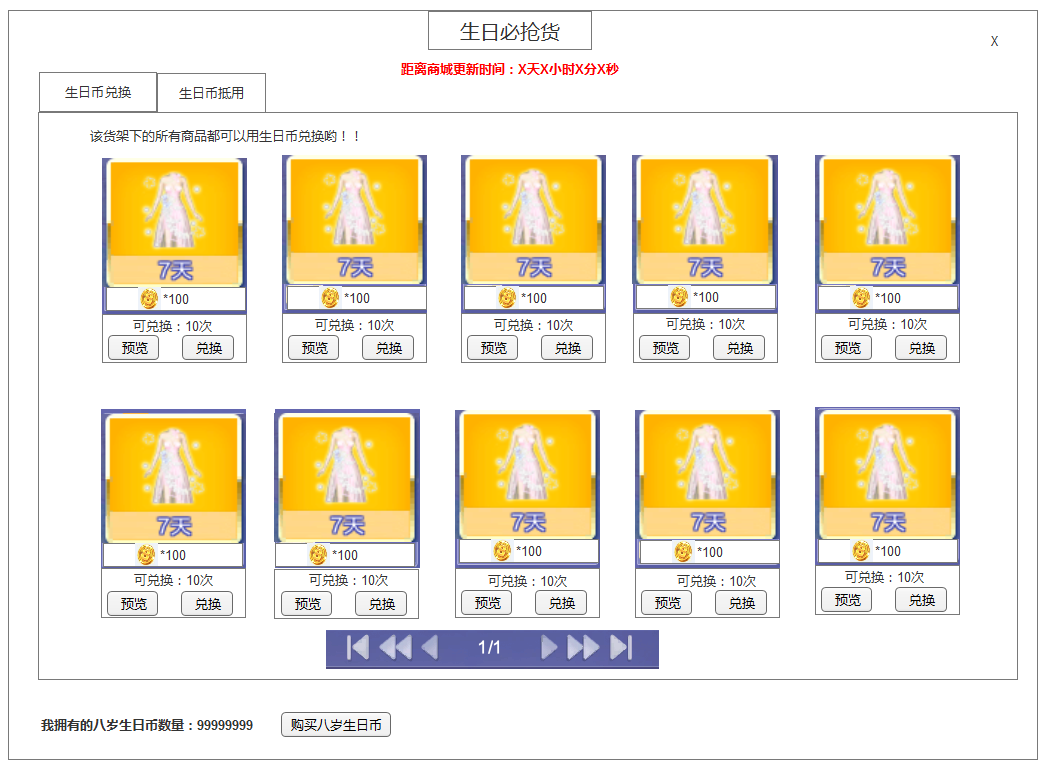 生日必抢货
X
距离商城更新时间：X天X小时X分X秒
生日币兑换 生日币抵用
该货架下的所有商品都可以用生日币兑换哟！！
7天 7天 7天 7天 7天
*100 *100 *100 *100 *100
可兑换：10次 可兑换：10次 可兑换：10次 可兑换：10次 可兑换：10次
预览 兑换 预览 兑换 预览 兑换 预览 兑换 预览 兑换
7天 7天 7天 7天 7天
*100 *100 *100 *100 *100
可兑换：10次 可兑换：10次 可兑换：10次 可兑换：10次 可兑换：10次
预览 兑换 预览 兑换 预览 兑换 预览 兑换 预览 兑换
1/1
我拥有的八岁生日币数量：99999999 购买八岁生日币